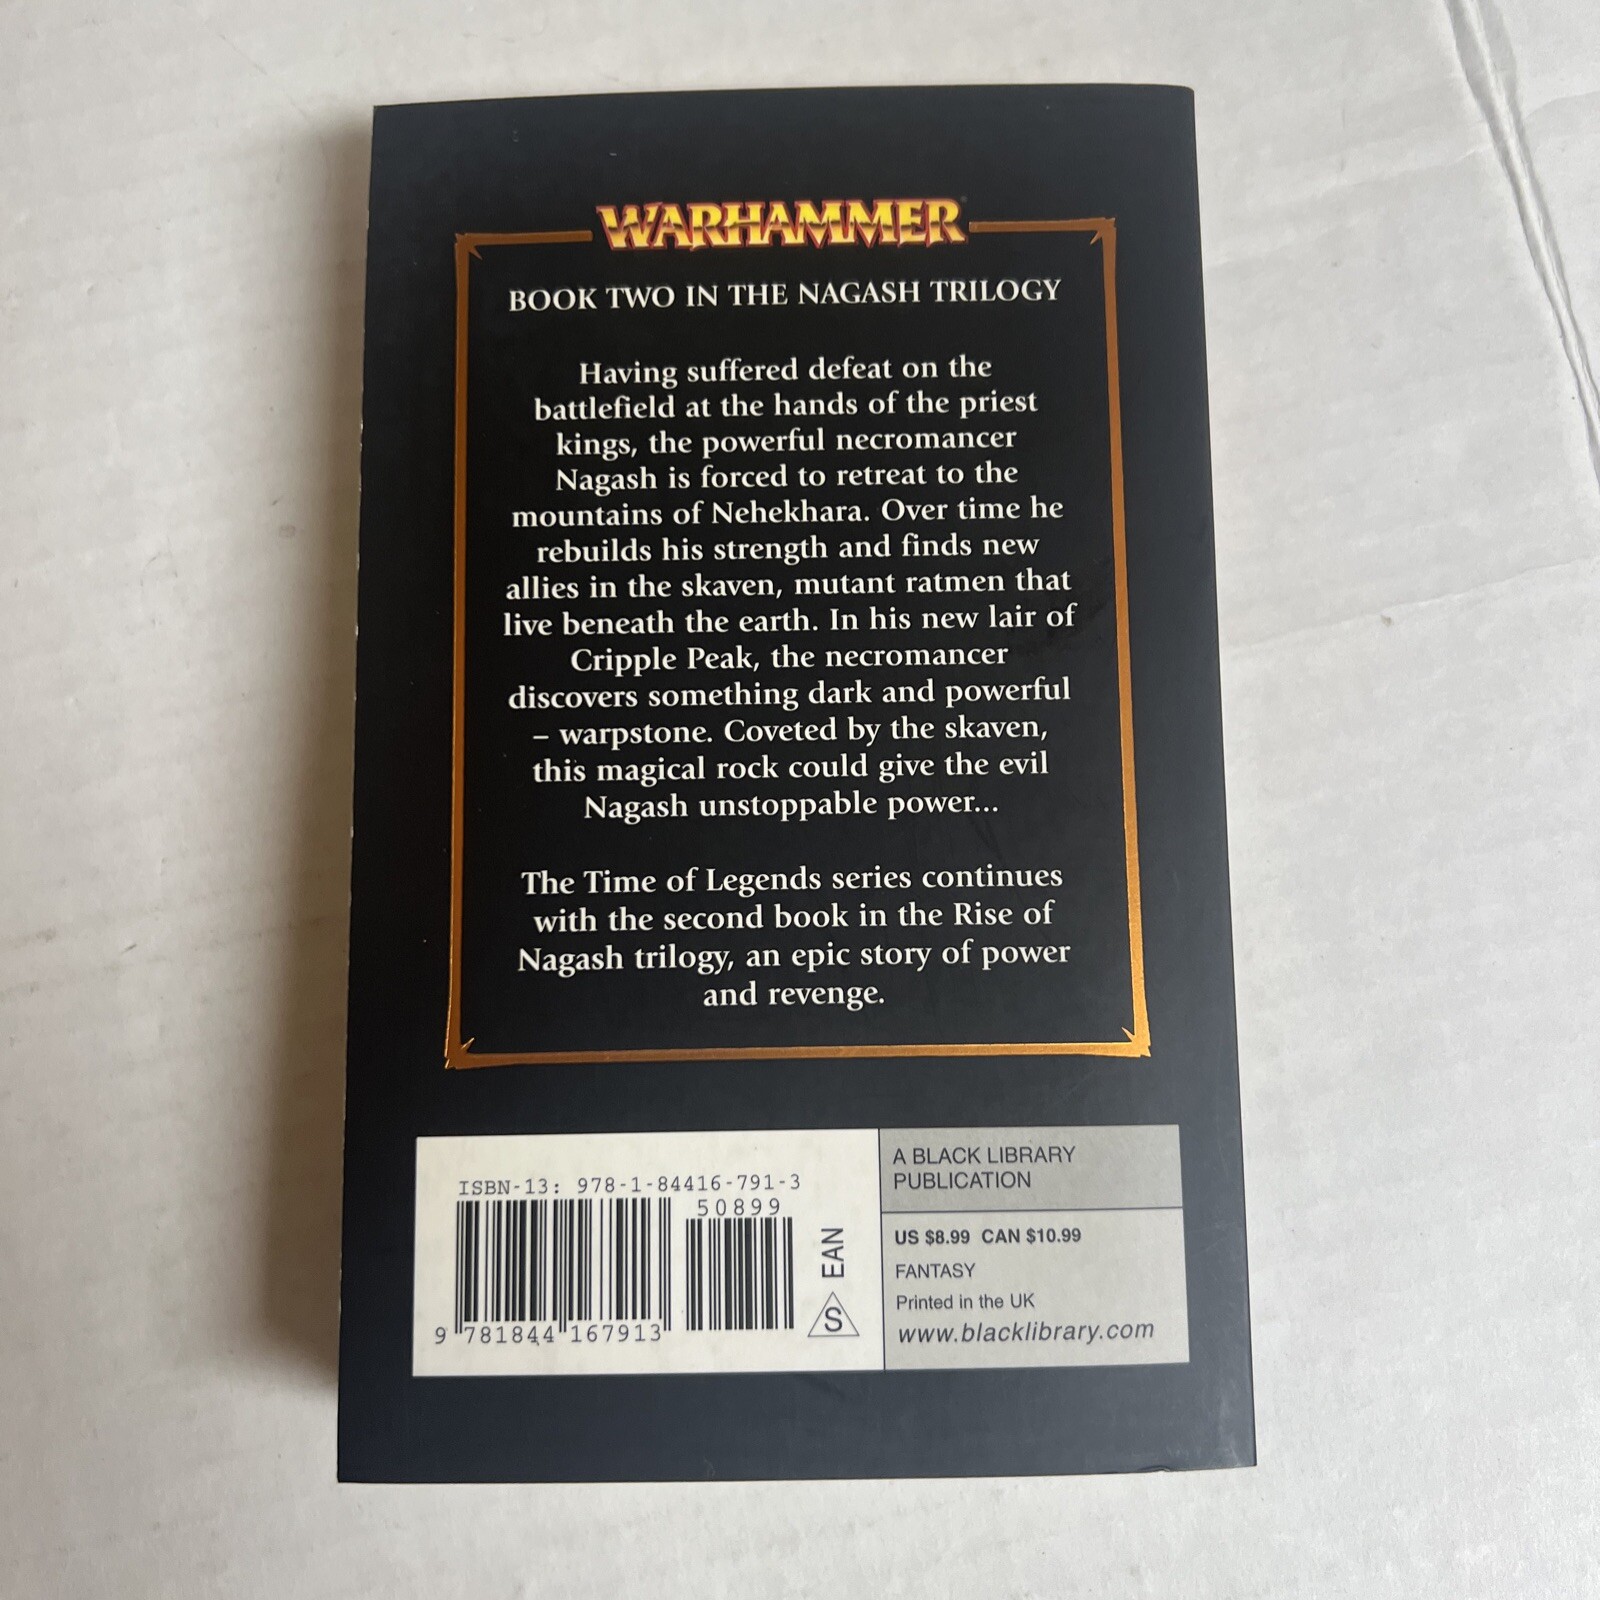 WARHAMMER
BOOK TWO IN THE NAGASH TRILOGY
Having suffered defeat on the
battlefield at the hands of the priest
kings, the powerful necromancer
Nagash is forced to retreat to the
mountains of Nehekhara. Over time he
rebuilds his strength and finds new
allies in the skaven, mutant ratmen that
live beneath the earth. In his new lair of
Cripple Peak, the necromancer
discovers something dark and powerful
– warpstone. Coveted by the skaven,
this magical rock could give the evil
Nagash unstoppable power...
The Time of Legends series continues
with the second book in the Rise of
Nagash trilogy, an epic story of power
and revenge.
ISBN-13: 978-1-84416-791-3
50899
9 781844 167913
EAN
S
A BLACK LIBRARY
PUBLICATION
US $8.99 CAN $10.99
FANTASY
Printed in the UK
www.blacklibrary.com